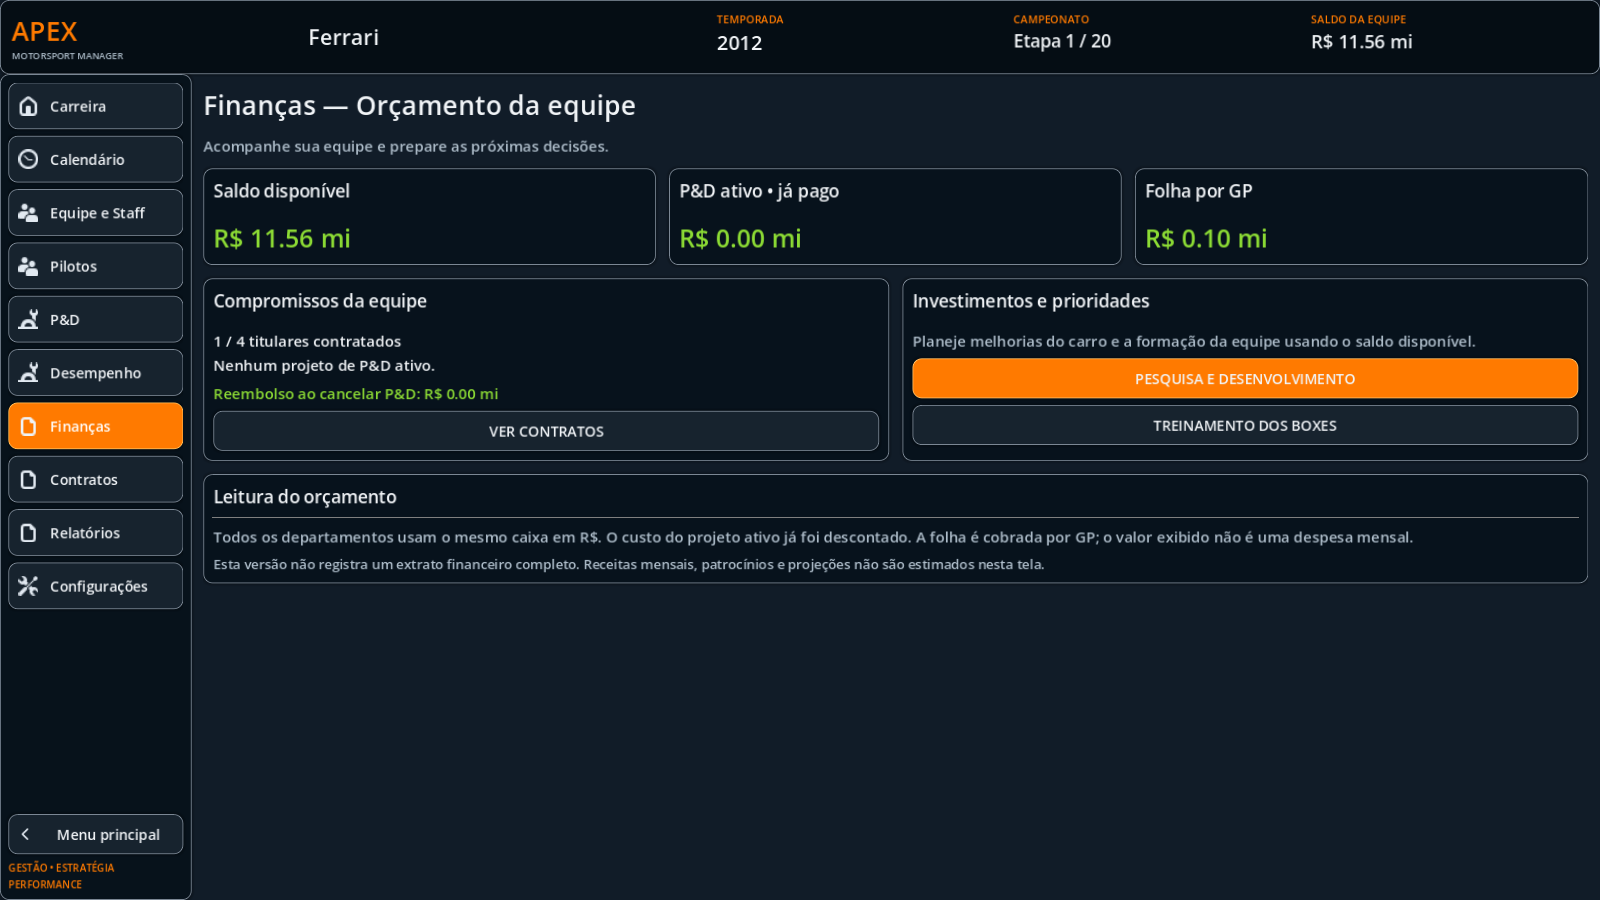 APEX
MOTORSPORT MANAGER
Ferrari
TEMPORADA
2012
CAMPEONATO
Etapa 1 / 20
SALDO DA EQUIPE
R$ 11.56 mi
Carreira
Calendário
Equipe e Staff
Pilotos
P&D
Desempenho
Finanças
Contratos
Relatórios
Configurações
Menu principal
GESTÃO • ESTRATÉGIA
PERFORMANCE
Finanças — Orçamento da equipe
Acompanhe sua equipe e prepare as próximas decisões.
Saldo disponível
R$ 11.56 mi
P&D ativo • já pago
R$ 0.00 mi
Folha por GP
R$ 0.10 mi
Compromissos da equipe
1 / 4 titulares contratados
Nenhum projeto de P&D ativo.
Reembolso ao cancelar P&D: R$ 0.00 mi
VER CONTRATOS
Investimentos e prioridades
Planeje melhorias do carro e a formação da equipe usando o saldo disponível.
PESQUISA E DESENVOLVIMENTO
TREINAMENTO DOS BOXES
Leitura do orçamento
Todos os departamentos usam o mesmo caixa em R$. O custo do projeto ativo já foi descontado. A folha é cobrada por GP; o valor exibido não é uma despesa mensal.
Esta versão não registra um extrato financeiro completo. Receitas mensais, patrocínios e projeções não são estimados nesta tela.